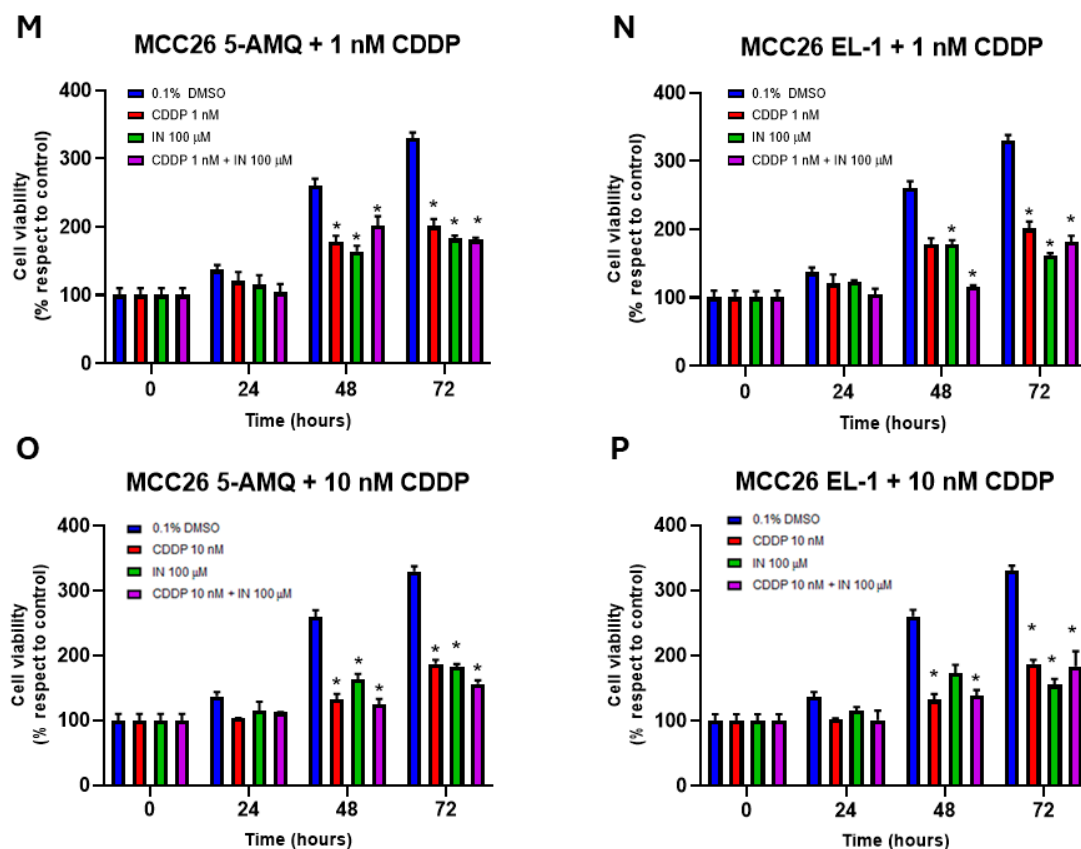 M
MCC26 5-AMQ + 1 nM CDDP
Cell viability
(% respect to control)
400
300
200
100
0
0.1% DMSO
CDDP 1 nM
IN 100 μM
CDDP 1 nM + IN 100 μM
* * * * * *
0 24 48 72
Time (hours)
N
MCC26 EL-1 + 1 nM CDDP
Cell viability
(% respect to control)
400
300
200
100
0
0.1% DMSO
CDDP 1 nM
IN 100 μM
CDDP 1 nM + IN 100 μM
* * * * *
0 24 48 72
Time (hours)
O
MCC26 5-AMQ + 10 nM CDDP
Cell viability
(% respect to control)
400
300
200
100
0
0.1% DMSO
CDDP 10 nM
IN 100 μM
CDDP 10 nM + IN 100 μM
* * * * * *
0 24 48 72
Time (hours)
P
MCC26 EL-1 + 10 nM CDDP
Cell viability
(% respect to control)
400
300
200
100
0
0.1% DMSO
CDDP 10 nM
IN 100 μM
CDDP 10 nM + IN 100 μM
* * * * *
0 24 48 72
Time (hours)